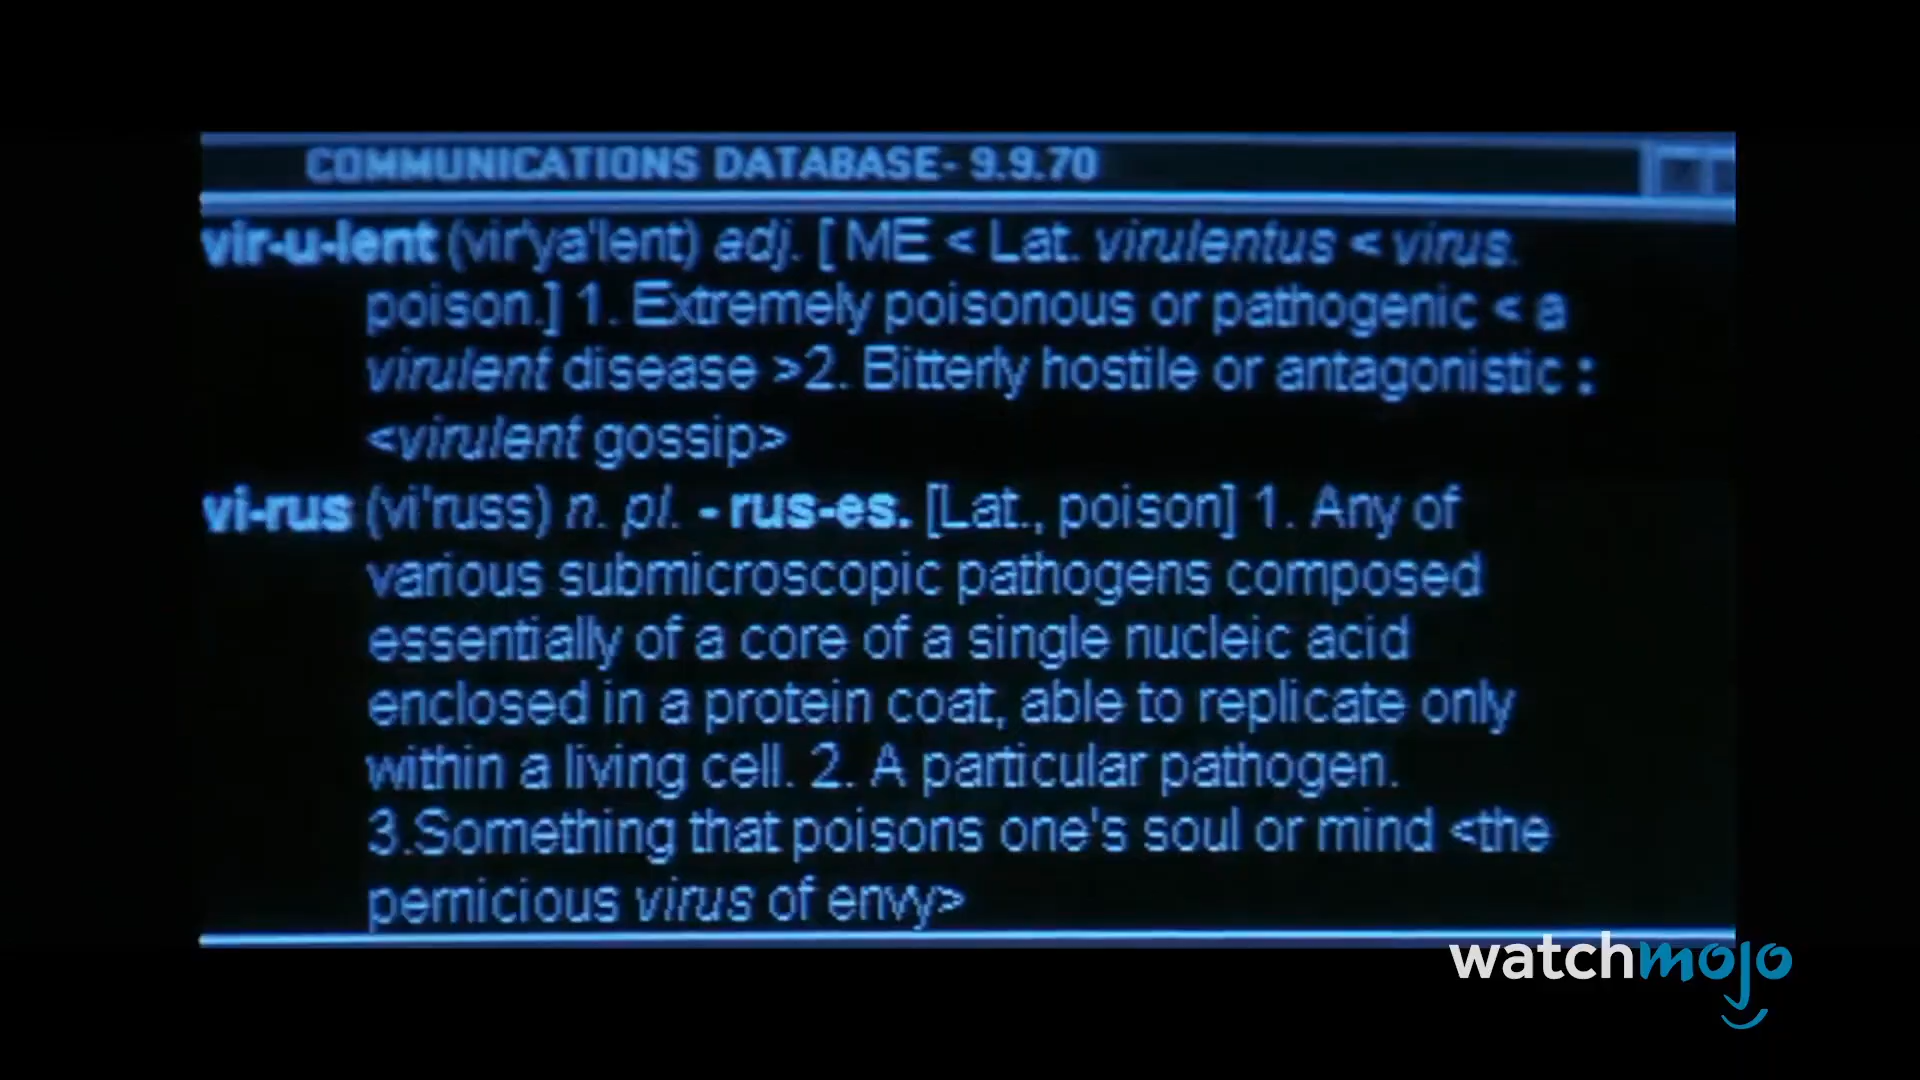 COMMUNICATIONS DATABASE- 9.9.70
vir-u-lent (vir'ya'lent) adj. [ ME < Lat. virulentus < virus.
poison.] 1. Extremely poisonous or pathogenic < a
virulent disease >2. Bitterly hostile or antagonistic :
<virulent gossip>
vi-rus (vi'russ) n. pl. - rus-es. [Lat., poison] 1. Any of
various submicroscopic pathogens composed
essentially of a core of a single nucleic acid
enclosed in a protein coat, able to replicate only
within a living cell. 2. A particular pathogen.
3.Something that poisons one's soul or mind <the
pernicious virus of envy>
watchmojo